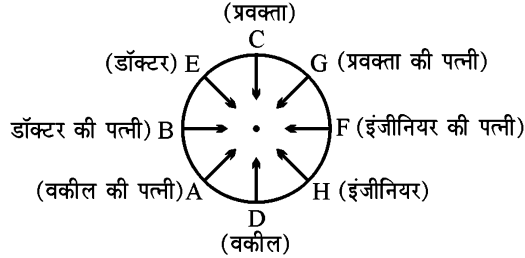 (प्रवक्ता)
C
(डॉक्टर) E G (प्रवक्ता की पत्नी)
डॉक्टर की पत्नी) B F (इंजीनियर की पत्नी)
(वकील की पत्नी) A H (इंजीनियर)
D
(वकील)